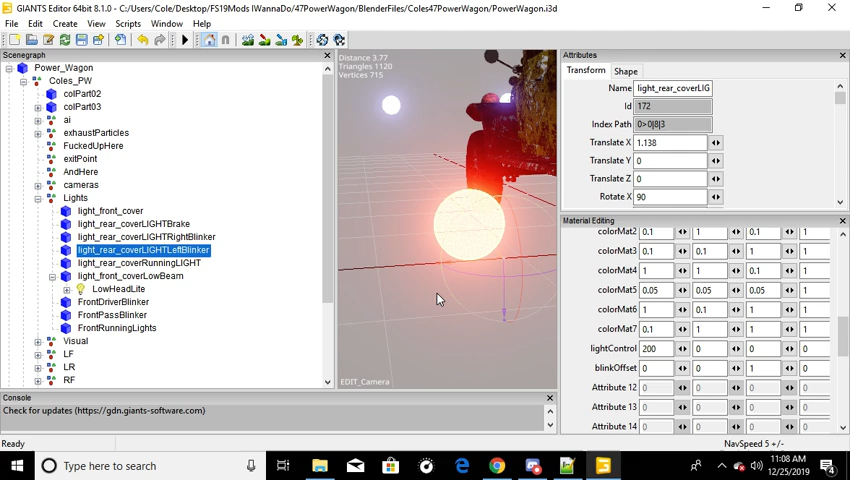 GIANTS Editor 64bit 8.1.0 - C:/Users/Cole/Desktop/FS19Mods IWannaDo/47PowerWagon/BlenderFiles/Coles47PowerWagon/PowerWagon.i3d
File Edit Create View Scripts Window Help
Scenegraph
Power_Wagon
Coles_PW
colPart02
colPart03
ai
exhaustParticles
FuckedUpHere
exitPoint
AndHere
cameras
Lights
light_front_cover
light_rear_coverLIGHTBrake
light_rear_coverLIGHTRightBlinker
light_rear_coverLIGHTLeftBlinker
light_rear_coverRunningLIGHT
light_front_coverLowBeam
LowHeadLite
FrontDriverBlinker
FrontPassBlinker
FrontRunningLights
Visual
LF
LR
RF
Distance 3.77
Triangles 1120
Vertices 715
EDIT_Camera
Attributes
Transform Shape
Name light_rear_coverLIG
Id 172
Index Path 0>0|8|3
Translate X 1.138
Translate Y 0
Translate Z 0
Rotate X 90
Material Editing
colorMat2 0.1 1 0.1 1
colorMat3 0.1 0.1 1 1
colorMat4 1 1 0.1 1
colorMat5 0.05 0.05 0.05 1
colorMat6 1 0.1 1 1
colorMat7 0.1 1 1 1
lightControl 200 0 0 0
blinkOffset 0 0 1 0
Attribute 12 0 0 0 0
Attribute 13 0 0 0 0
Attribute 14 0 0 0 0
Console
Check for updates (https://gdn.giants-software.com)
Ready
NavSpeed 5 +/-
Type here to search
11:08 AM
12/25/2019
4